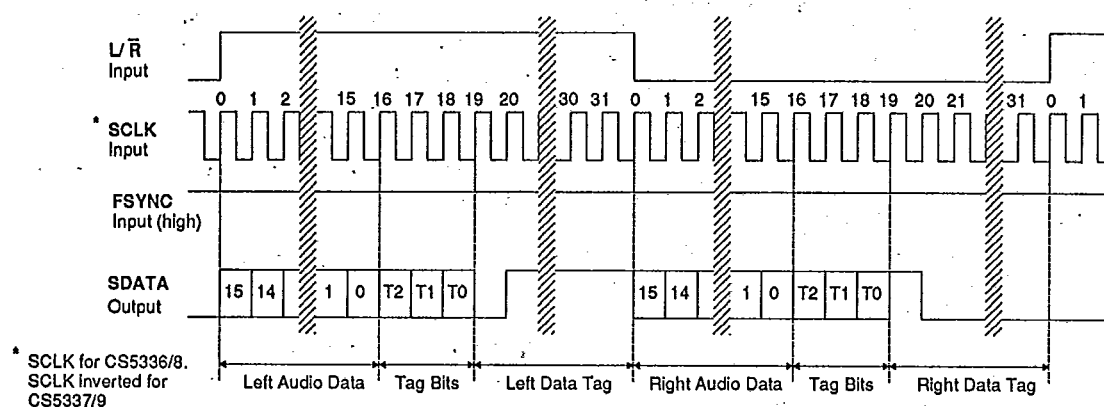 L/R̅
Input
0 1 2 15 16 17 18 19 20 30 31 0 1 2 15 16 17 18 19 20 21 31 0 1
* SCLK
Input
FSYNC
Input (high)
SDATA
Output
15 14 1 0 T2 T1 T0 15 14 1 0 T2 T1 T0
* SCLK for CS5336/8.
SCLK Inverted for
CS5337/9
Left Audio Data Tag Bits Left Data Tag Right Audio Data Tag Bits Right Data Tag